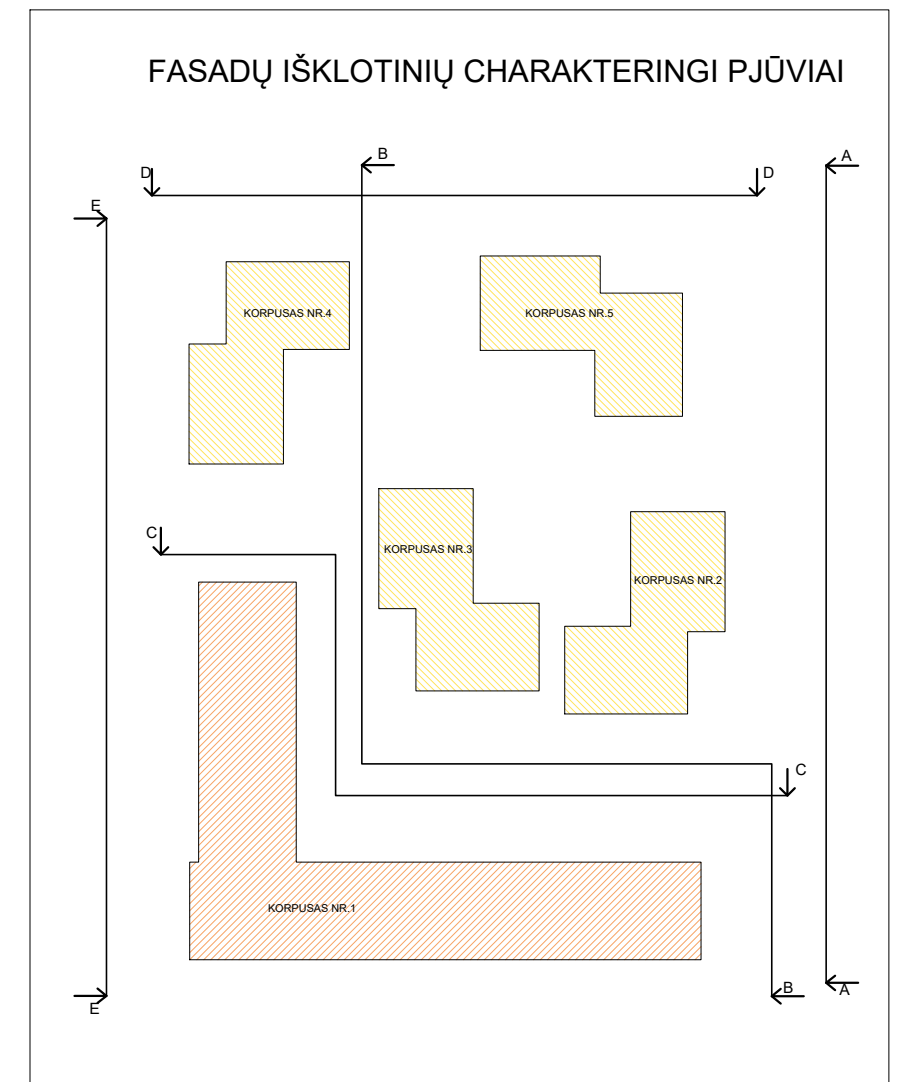 FASADŲ IŠKLOTINIŲ CHARAKTERINGI PJŪVIAI
B
A
D
D
E
KORPUSAS NR.4
KORPUSAS NR.5
C
KORPUSAS NR.3
KORPUSAS NR.2
C
KORPUSAS NR.1
B
A
E